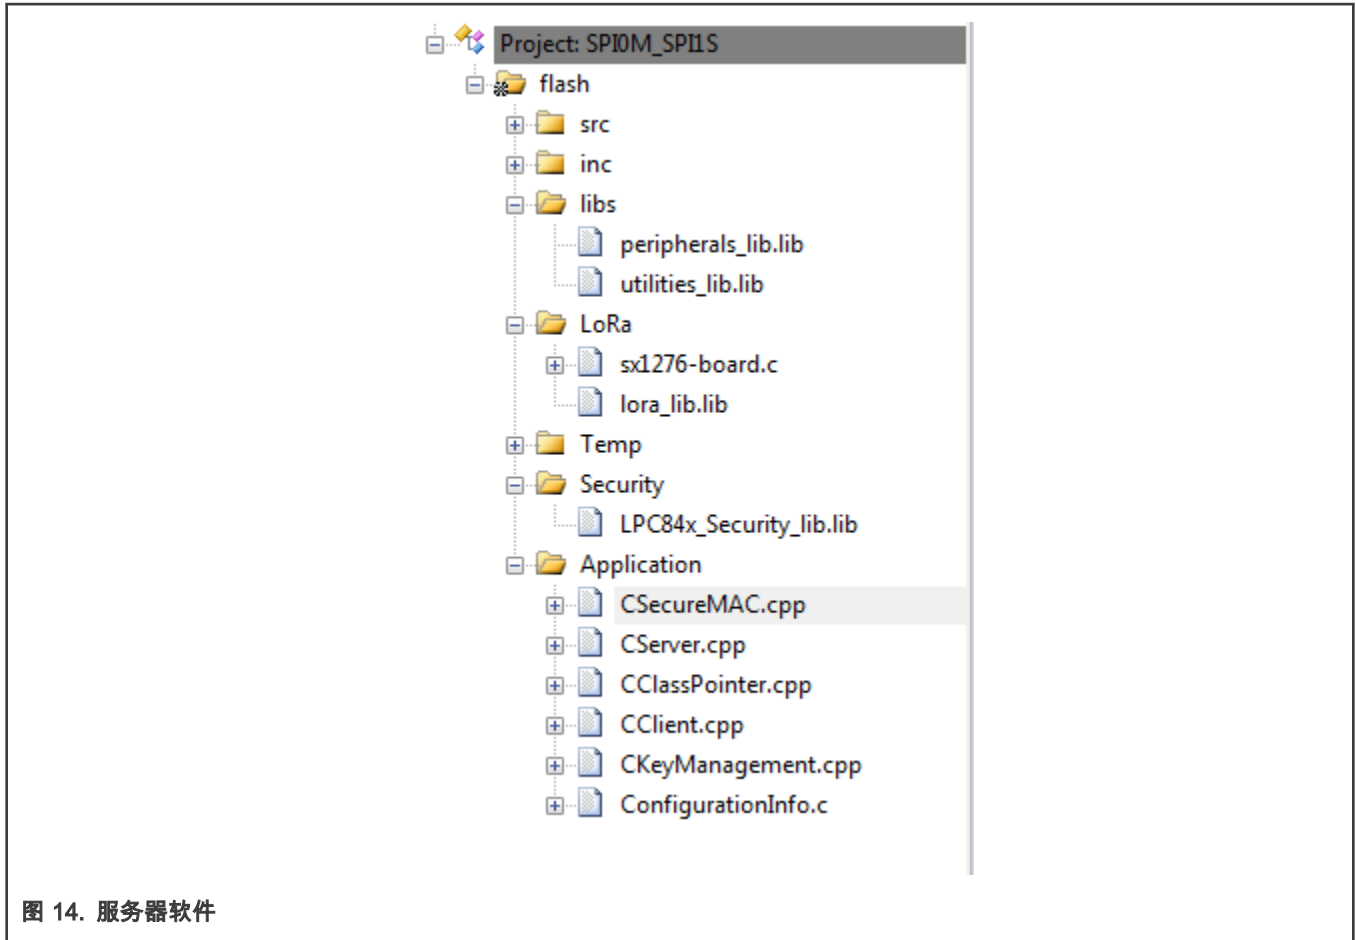 Project: SPI0M_SPI1S
flash
src
inc
libs
peripherals_lib.lib
utilities_lib.lib
LoRa
sx1276-board.c
lora_lib.lib
Temp
Security
LPC84x_Security_lib.lib
Application
CSecureMAC.cpp
CServer.cpp
CClassPointer.cpp
CClient.cpp
CKeyManagement.cpp
ConfigurationInfo.c
图 14. 服务器软件